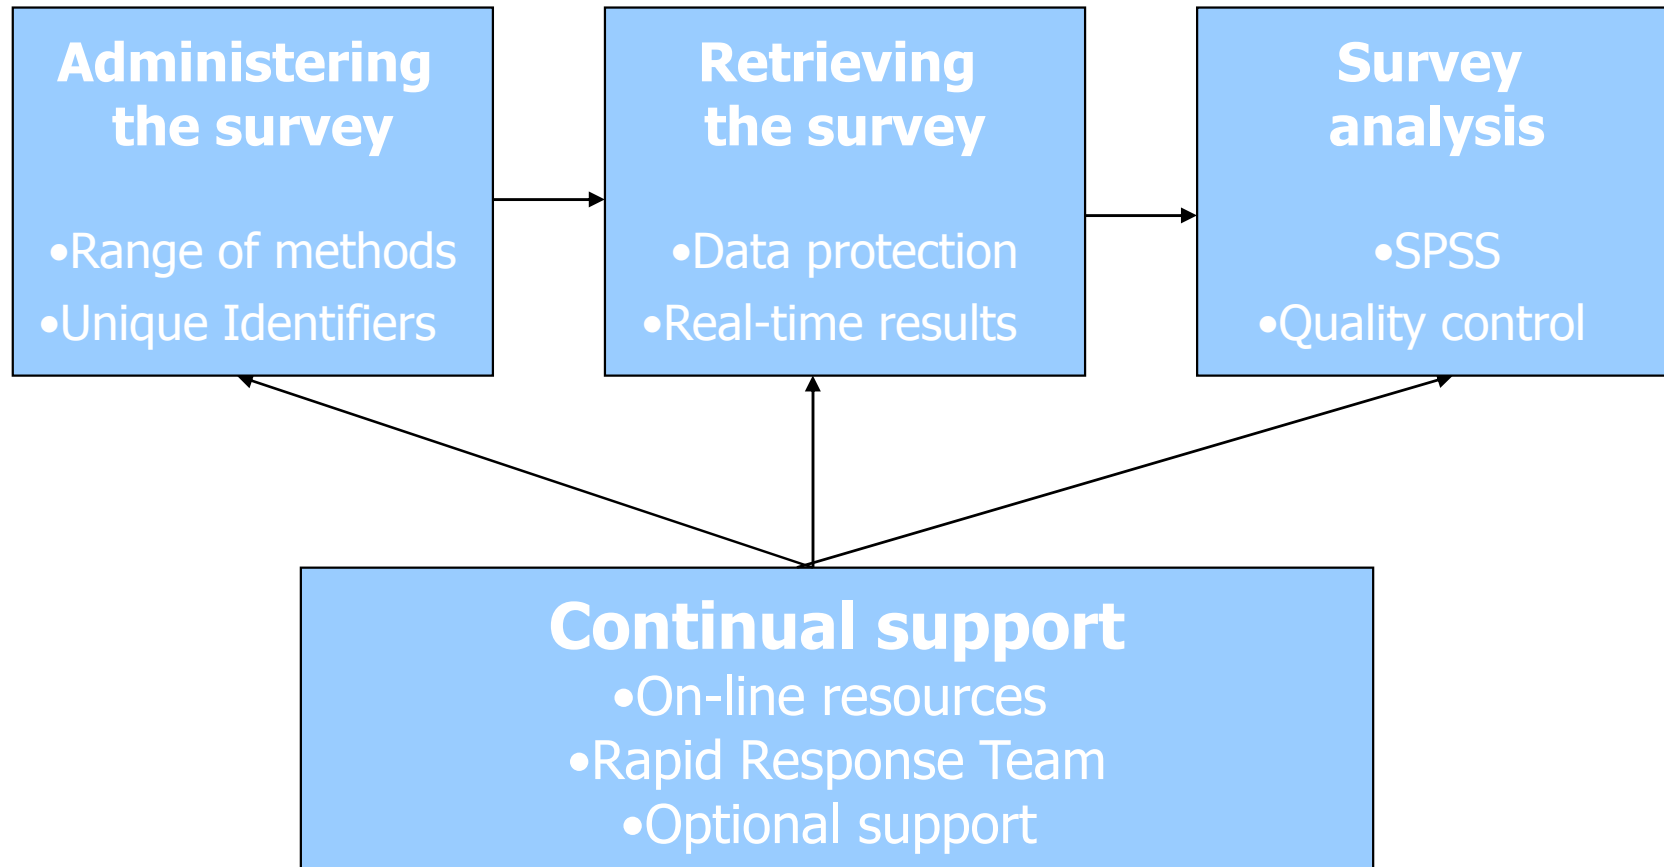 Administering
the survey
•Range of methods
•Unique Identifiers
Retrieving
the survey
•Data protection
•Real-time results
Survey
analysis
•SPSS
•Quality control
Continual support
•On-line resources
•Rapid Response Team
•Optional support